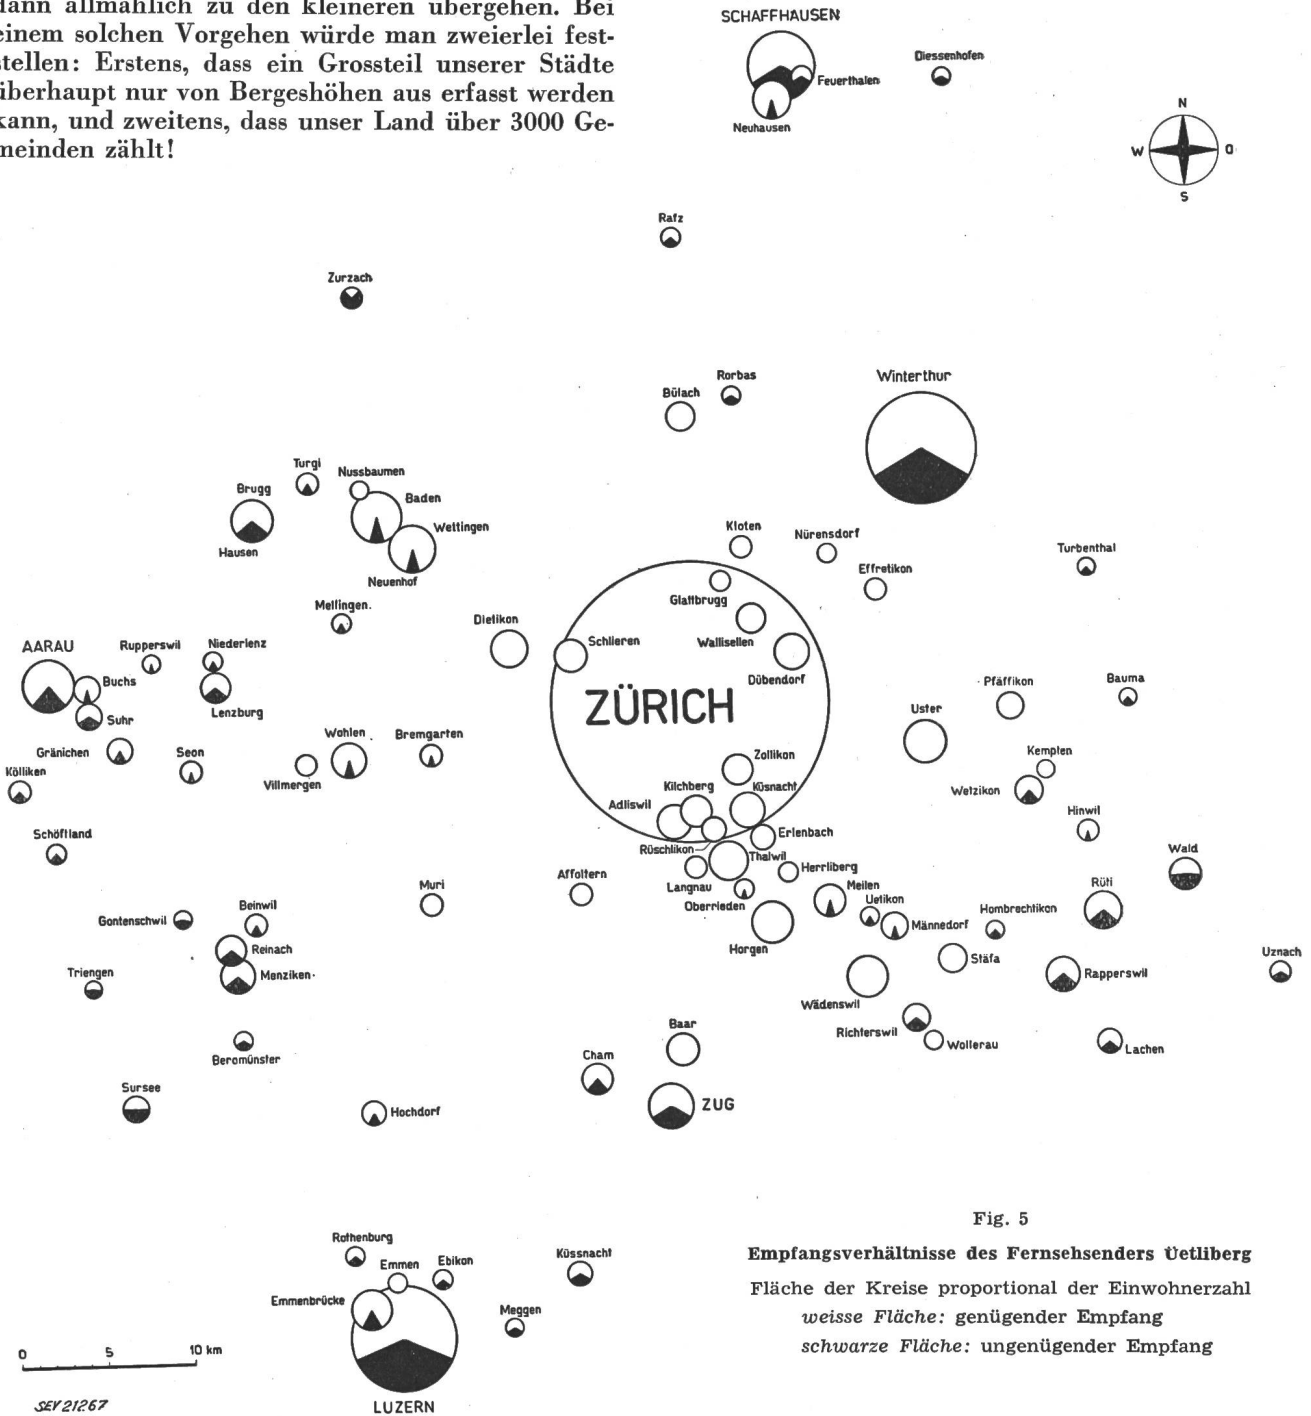 dann allmählich zu den kleineren übergehen. Bei
einem solchen Vorgehen würde man zweierlei fest-
stellen: Erstens, dass ein Grossteil unserer Städte
überhaupt nur von Bergeshöhen aus erfasst werden
kann, und zweitens, dass unser Land über 3000 Ge-
meinden zählt!
SCHAFFHAUSEN
Diessenhofen
Feuerthalen
Neuhausen
N
W O
S
Rafz
Zurzach
Rorbas
Bülach
Winterthur
Turgi
Nussbaumen
Brugg
Baden
Wettingen
Hausen
Neuenhof
Kloten
Nürensdorf
Effretikon
Turbenthal
Glattbrugg
Mellingen.
Dietikon
Schlieren
Wallisellen
Dübendorf
AARAU
Rupperswil
Niederlenz
Buchs
Suhr
Lenzburg
ZÜRICH
Pfäffikon
Bauma
Uster
Gränichen
Seon
Wohlen
Bremgarten
Villmergen
Kölliken
Zollikon
Kempten
Wetzikon
Kilchberg
Küsnacht
Adliswil
Hinwil
Schöftland
Erlenbach
Rüschlikon
Thalwil
Herrliberg
Wald
Affoltern
Langnau
Oberrieden
Meilen
Uetikon
Rüti
Muri
Beinwil
Gontenschwil
Männedorf
Hombrechtikon
Horgen
Reinach
Stäfa
Uznach
Triengen
Menziken
Rapperswil
Wädenswil
Richterswil
Wollerau
Lachen
Beromünster
Baar
Cham
Sursee
Hochdorf
ZUG
Rothenburg
Emmen
Ebikon
Küssnacht
Emmenbrücke
Meggen
LUZERN
0 5 10 km
SEV 21267
Fig. 5
Empfangsverhältnisse des Fernsehsenders Uetliberg
Fläche der Kreise proportional der Einwohnerzahl
weisse Fläche: genügender Empfang
schwarze Fläche: ungenügender Empfang